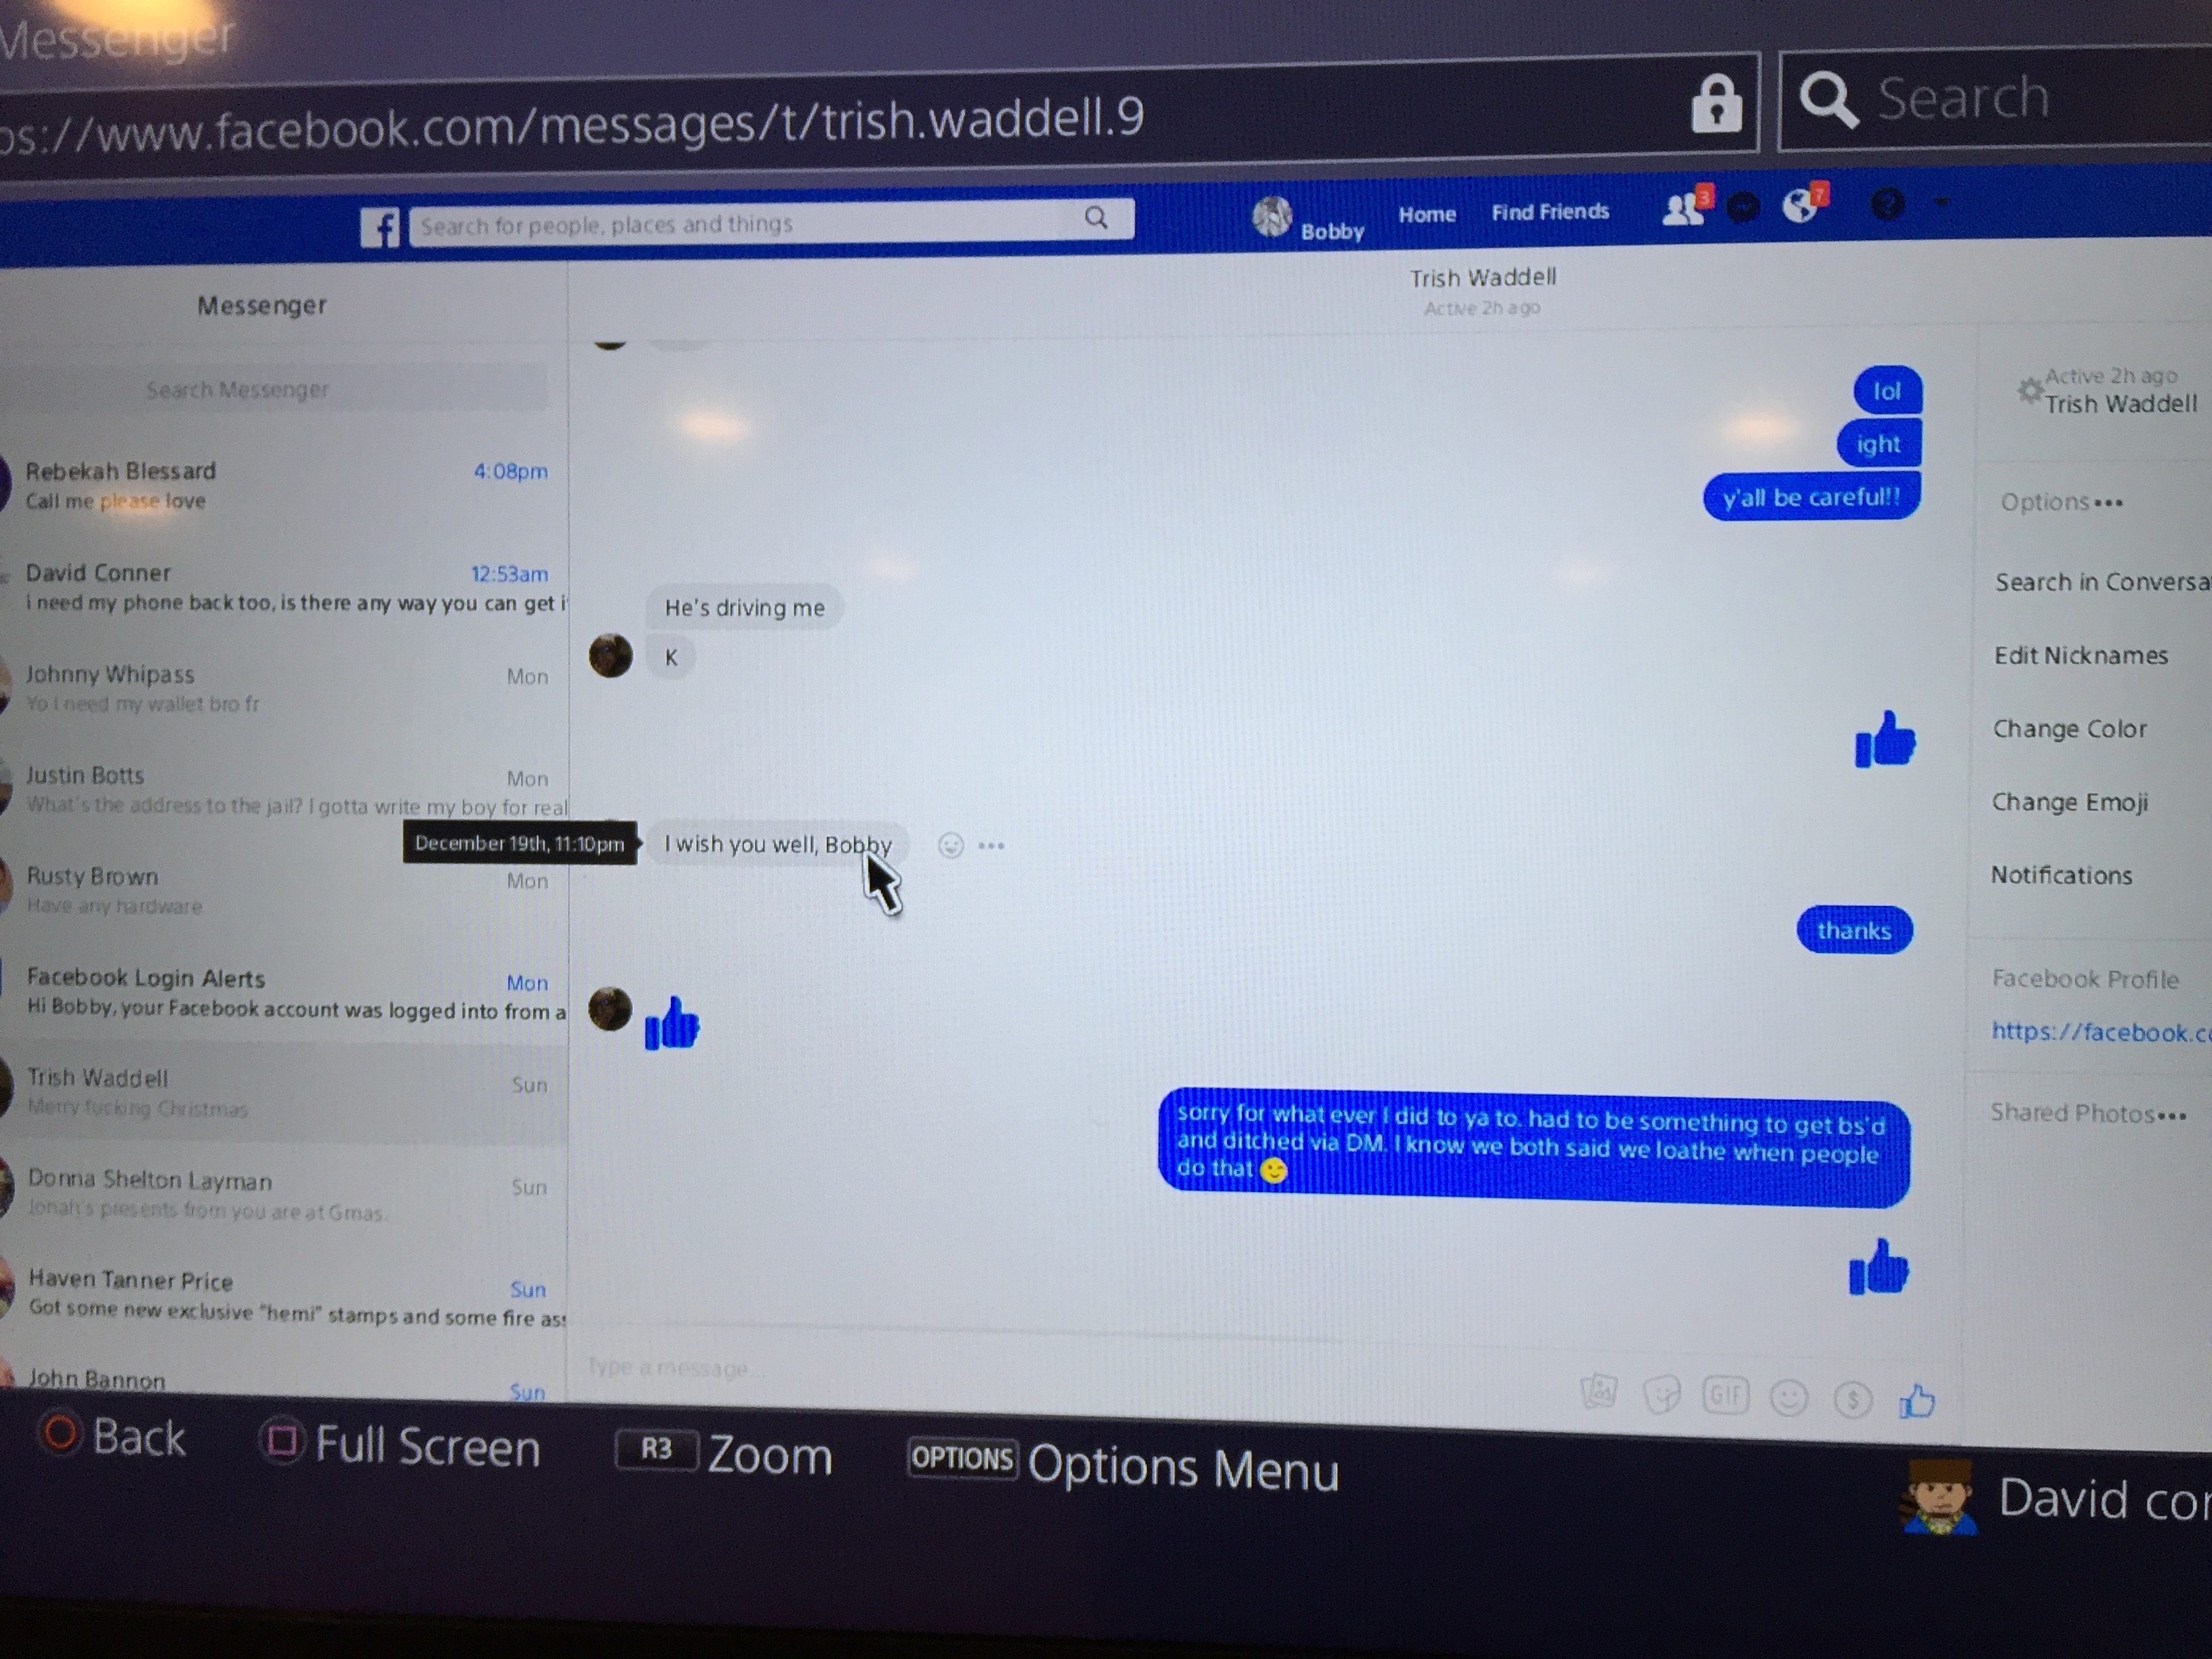 Messenger
ps://www.facebook.com/messages/t/trish.waddell.9
Search
Search for people, places and things
Bobby
Home
Find Friends
3
7
?
Messenger
Search Messenger
Rebekah Blessard
4:08pm
Call me please love
David Conner
12:53am
i need my phone back too, is there any way you can get i
Johnny Whipass
Mon
Yo I need my wallet bro fr
Justin Botts
Mon
What's the address to the jail? I gotta write my boy for real
Rusty Brown
Mon
Have any hardware
Facebook Login Alerts
Mon
Hi Bobby, your Facebook account was logged into from a
Trish Waddell
Sun
Merry fucking Christmas
Donna Shelton Layman
Sun
Jonah's presents from you are at Gmas.
Haven Tanner Price
Sun
Got some new exclusive "hemi" stamps and some fire ass
John Bannon
Sun
Trish Waddell
Active 2h ago
lol
ight
y'all be careful!!
He's driving me
K
December 19th, 11:10pm
I wish you well, Bobby
thanks
sorry for what ever I did to ya to. had to be something to get bs'd
and ditched via DM. I know we both said we loathe when people
do that
Type a message...
GIF
$
Active 2h ago
Trish Waddell
Options
Search in Conversa
Edit Nicknames
Change Color
Change Emoji
Notifications
Facebook Profile
https://facebook.c
Shared Photos
Back
Full Screen
R3 Zoom
OPTIONS Options Menu
David cor